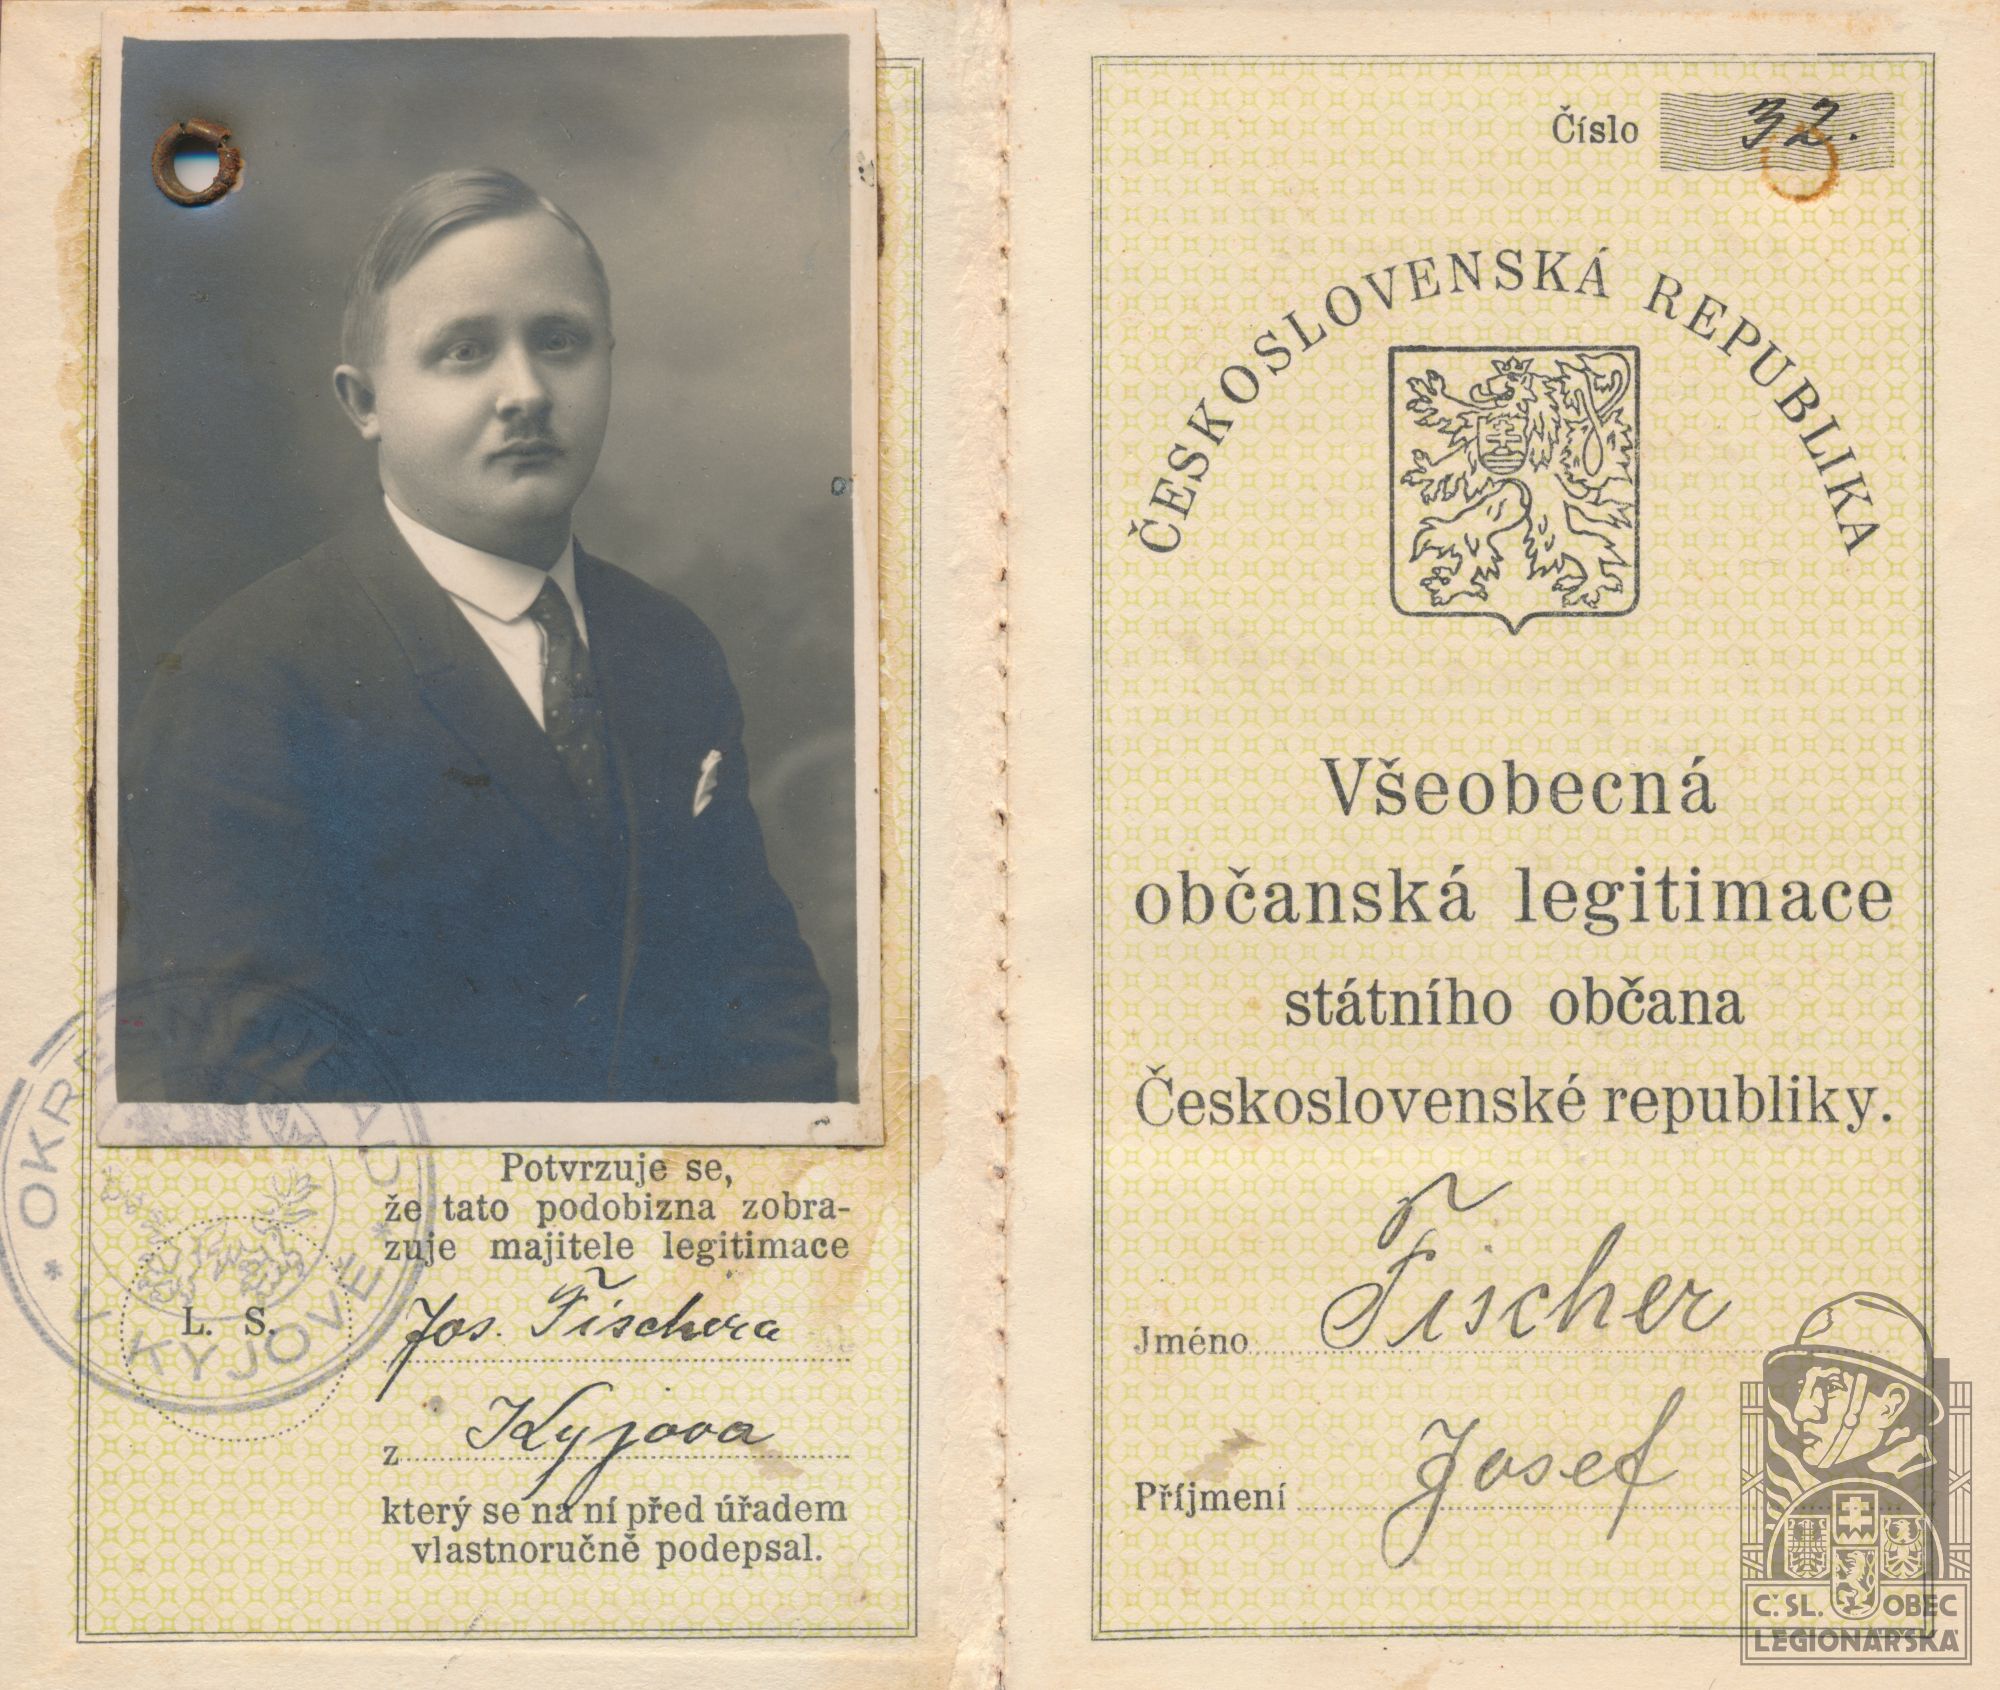 Potvrzuje se,
že tato podobizna zobra-
zuje majitele legitimace
Jos. Fischera
z Kyjova
který se na ní před úřadem
vlastnoručně podepsal.
L. S.
V KYJOVĚ
Číslo 32.
ČESKOSLOVENSKÁ REPUBLIKA
Všeobecná
občanská legitimace
státního občana
Československé republiky.
Jméno Fischer
Příjmení Josef
Č. SL. OBEC
LEGIONÁŘSKÁ